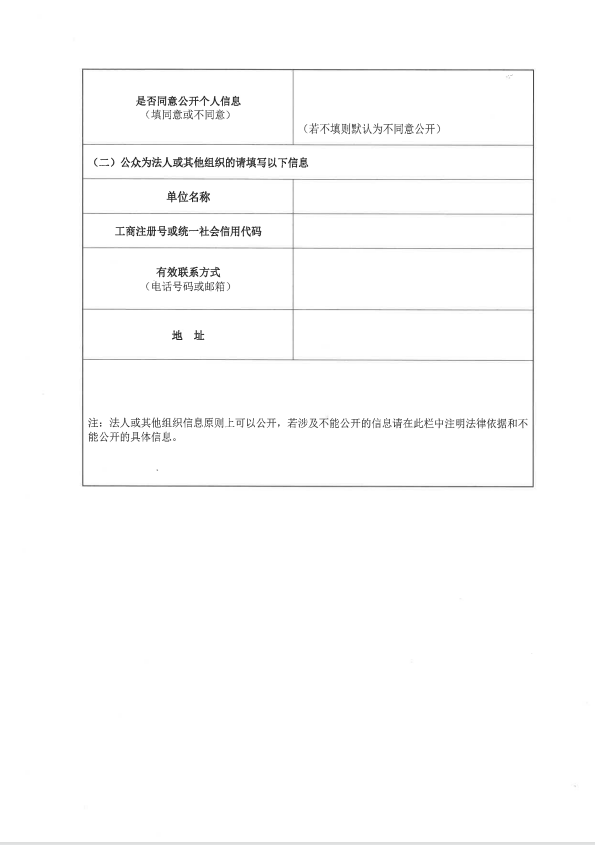 是否同意公开个人信息
（填同意或不同意）
（若不填则默认为不同意公开）
（二）公众为法人或其他组织的请填写以下信息
单位名称
工商注册号或统一社会信用代码
有效联系方式
（电话号码或邮箱）
地 址
注：法人或其他组织信息原则上可以公开，若涉及不能公开的信息请在此栏中注明法律依据和不
能公开的具体信息。